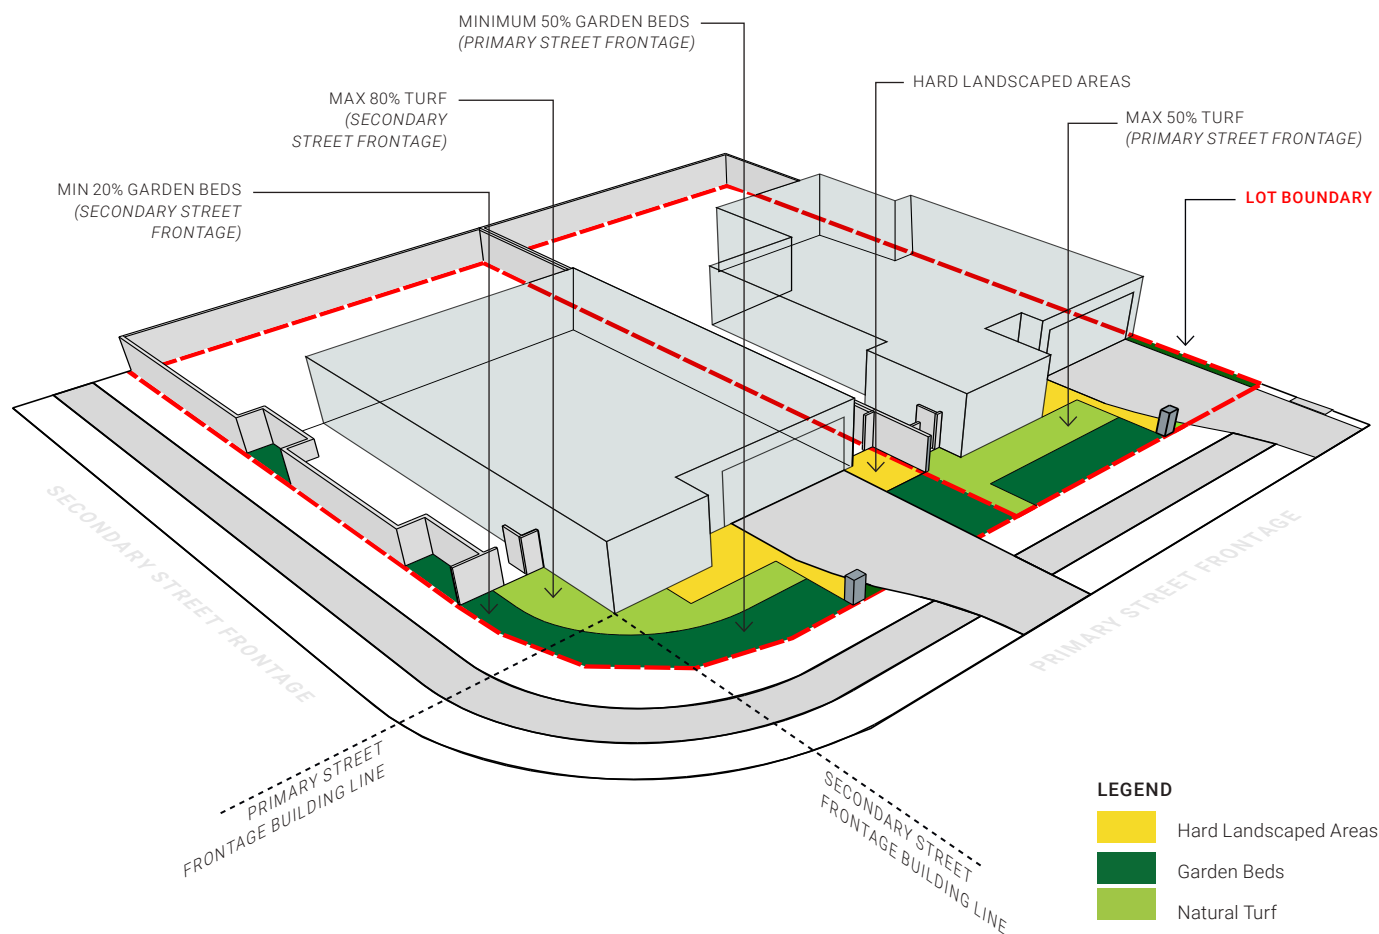 MINIMUM 50% GARDEN BEDS
(PRIMARY STREET FRONTAGE)
HARD LANDSCAPED AREAS
MAX 80% TURF
(SECONDARY
STREET FRONTAGE)
MAX 50% TURF
(PRIMARY STREET FRONTAGE)
MIN 20% GARDEN BEDS
(SECONDARY STREET
FRONTAGE)
LOT BOUNDARY
SECONDARY STREET FRONTAGE
PRIMARY STREET FRONTAGE
PRIMARY STREET
FRONTAGE BUILDING LINE
SECONDARY STREET
FRONTAGE BUILDING LINE
LEGEND
Hard Landscaped Areas
Garden Beds
Natural Turf